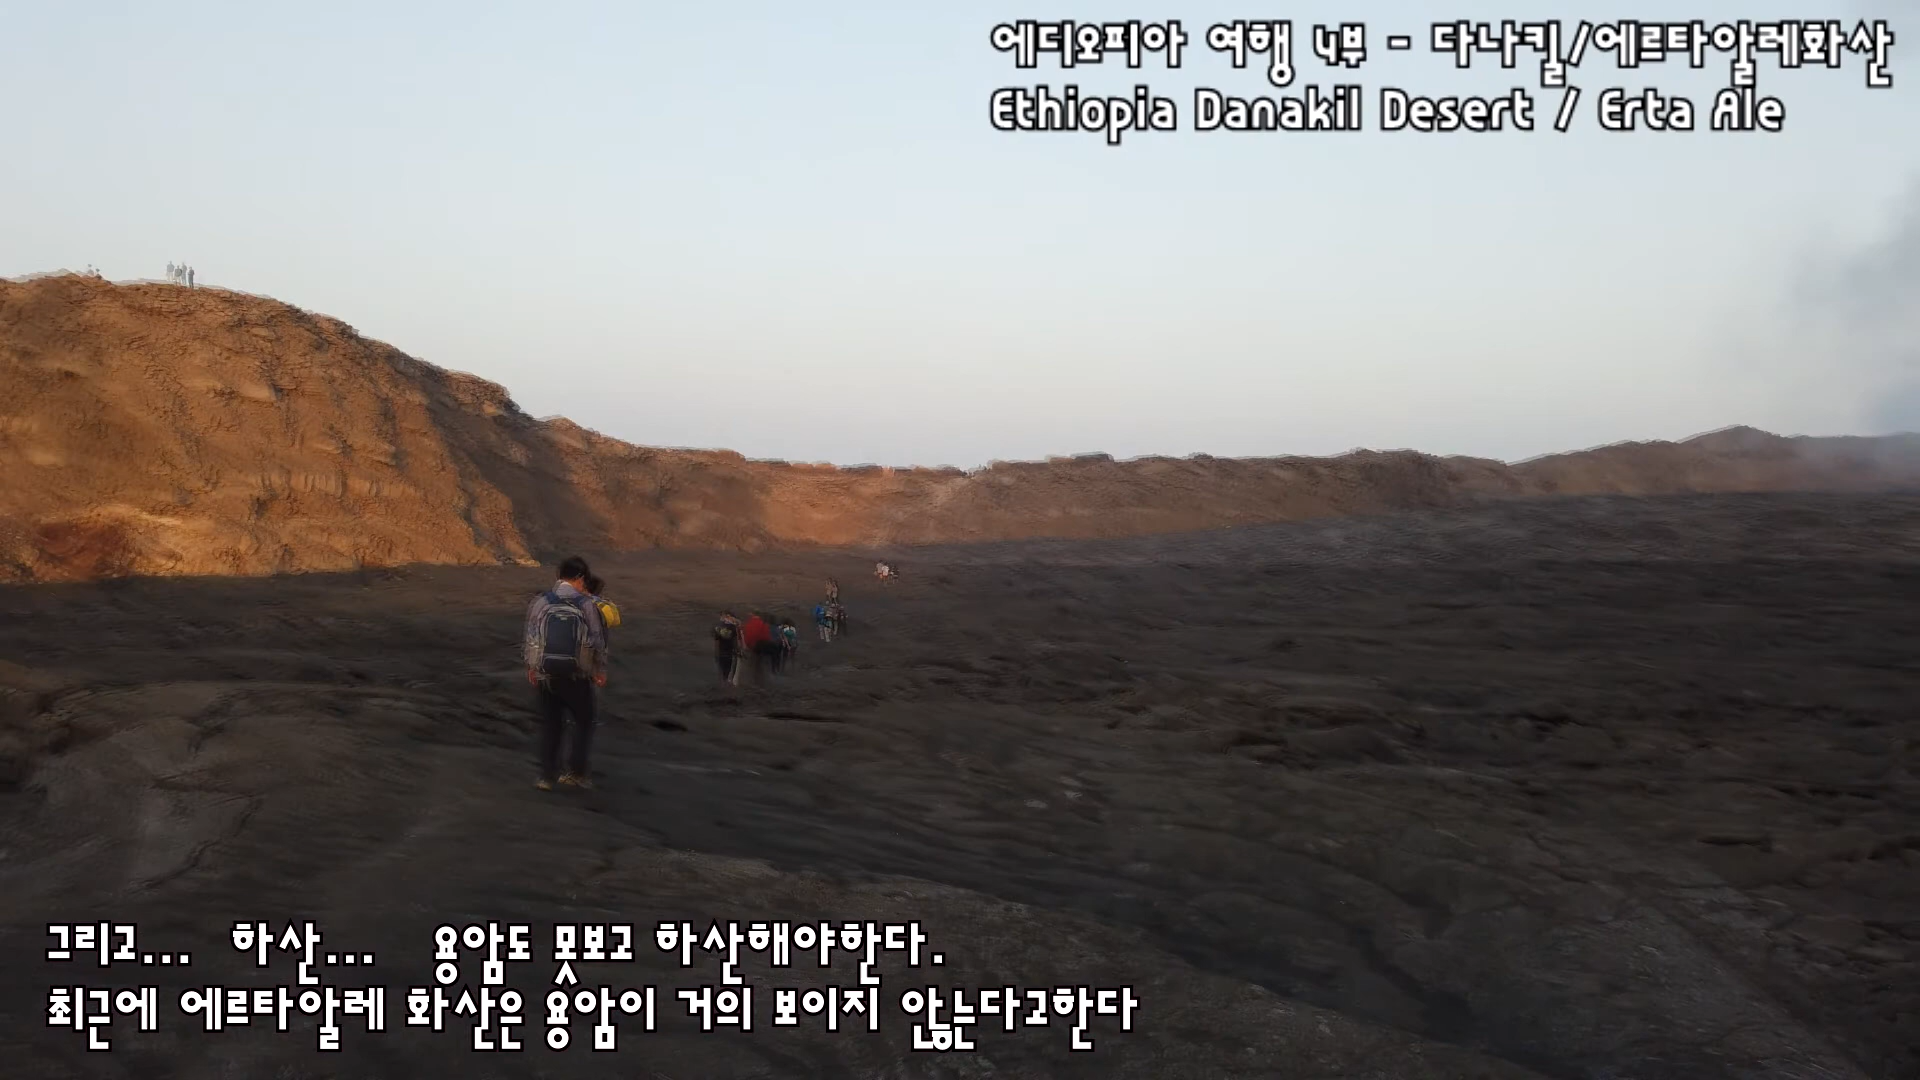 에디오피아 여행 4부 - 다나킬/에르타알레화산
Ethiopia Danakil Desert / Erta Ale
그리고... 하산... 용암도 못보고 하산해야한다.
최근에 에르타알레 화산은 용암이 거의 보이지 않는다고한다